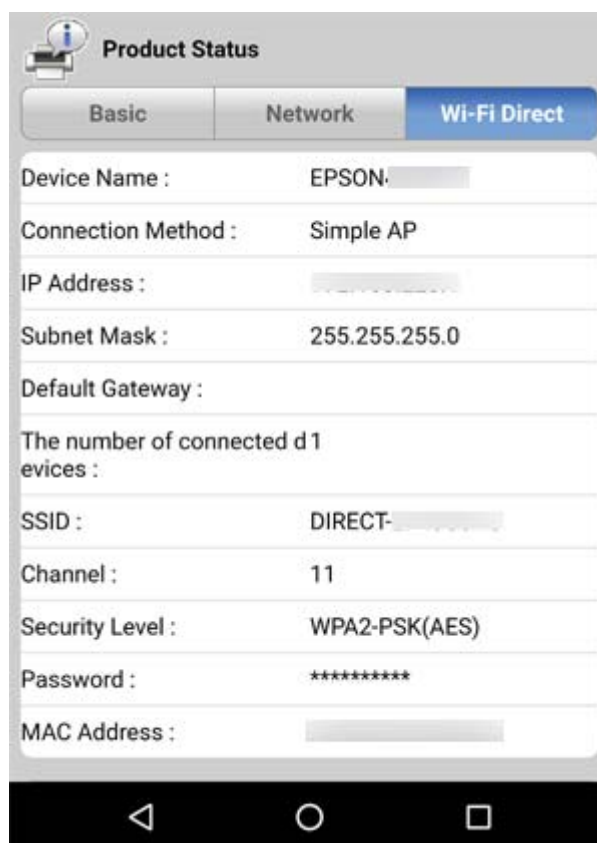 Product Status
Basic Network Wi-Fi Direct
Device Name : EPSON
Connection Method : Simple AP
IP Address :
Subnet Mask : 255.255.255.0
Default Gateway :
The number of connected d 1
evices :
SSID : DIRECT-
Channel : 11
Security Level : WPA2-PSK(AES)
Password : **********
MAC Address :